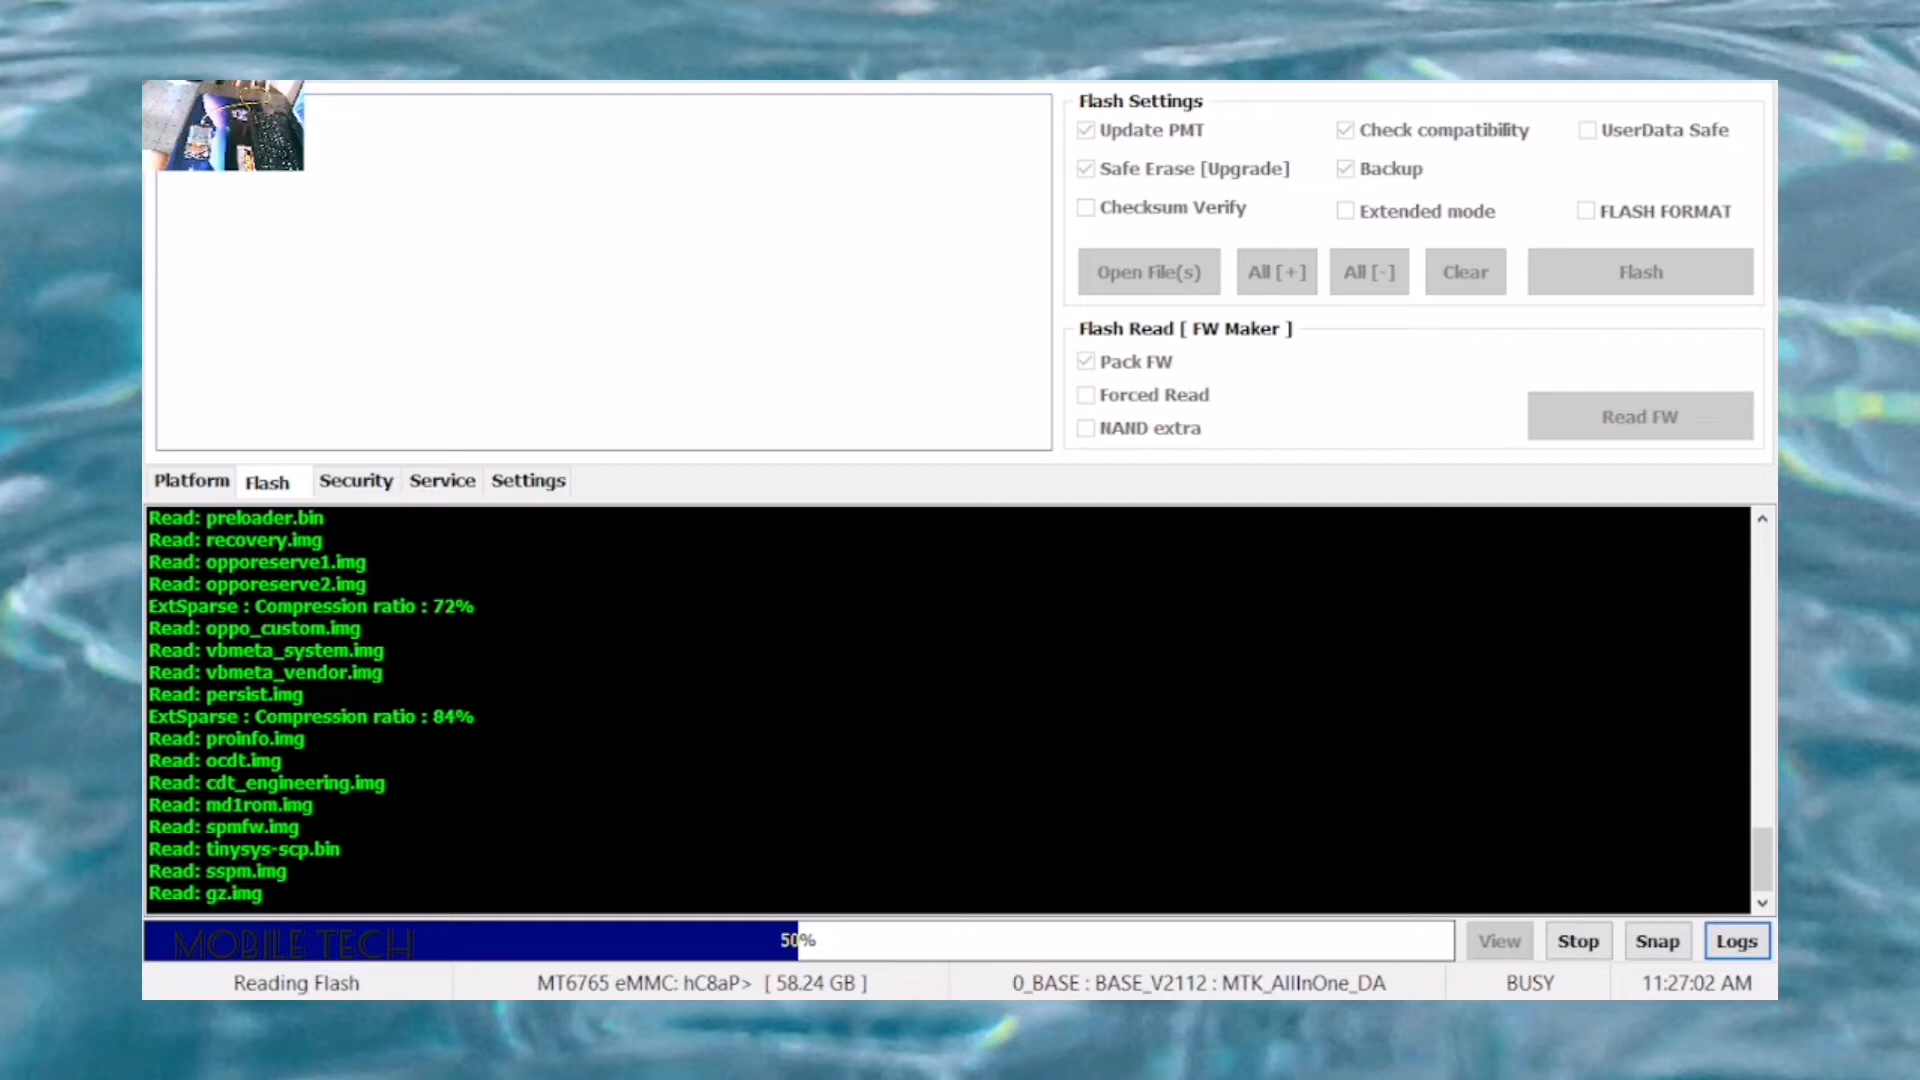 Flash Settings
Update PMT
Check compatibility
UserData Safe
Safe Erase [Upgrade]
Backup
Checksum Verify
Extended mode
FLASH FORMAT
Open File(s)
All [+]
All [-]
Clear
Flash
Flash Read [ FW Maker ]
Pack FW
Forced Read
NAND extra
Read FW
Platform
Flash
Security
Service
Settings
Read: preloader.bin
Read: recovery.img
Read: opporeserve1.img
Read: opporeserve2.img
ExtSparse : Compression ratio : 72%
Read: oppo_custom.img
Read: vbmeta_system.img
Read: vbmeta_vendor.img
Read: persist.img
ExtSparse : Compression ratio : 84%
Read: proinfo.img
Read: ocdt.img
Read: cdt_engineering.img
Read: md1rom.img
Read: spmfw.img
Read: tinysys-scp.bin
Read: sspm.img
Read: gz.img
MOBILE TECH
50%
View
Stop
Snap
Logs
Reading Flash
MT6765 eMMC: hC8aP> [ 58.24 GB ]
0_BASE : BASE_V2112 : MTK_AllInOne_DA
BUSY
11:27:02 AM